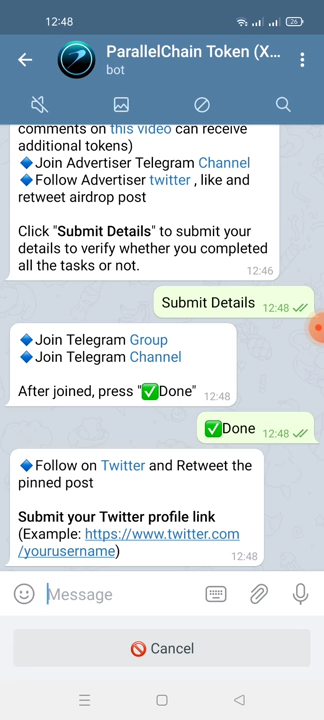 12:48
26
ParallelChain Token (X...
bot
comments on this video can receive
additional tokens)
🔷Join Advertiser Telegram Channel
🔷Follow Advertiser twitter , like and
retweet airdrop post
Click "Submit Details" to submit your
details to verify whether you completed
all the tasks or not.
12:46
Submit Details
12:48
🔷Join Telegram Group
🔷Join Telegram Channel
After joined, press "✅Done"
12:48
✅Done
12:48
🔷Follow on Twitter and Retweet the
pinned post
Submit your Twitter profile link
(Example: https://www.twitter.com
/yourusername)
12:48
Message
🚫 Cancel